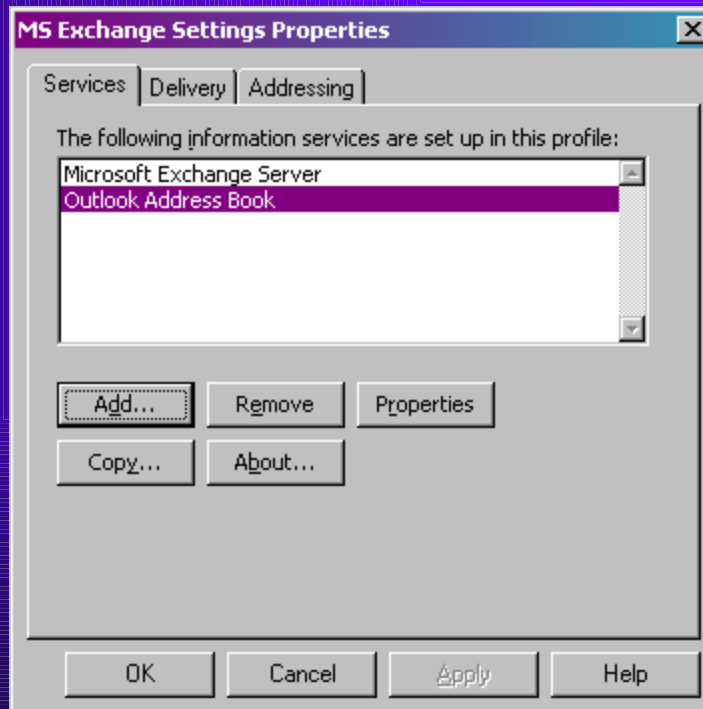 MS Exchange Settings Properties
Services Delivery Addressing
The following information services are set up in this profile:
Microsoft Exchange Server
Outlook Address Book
Add... Remove Properties
Copy... About...
OK Cancel Apply Help